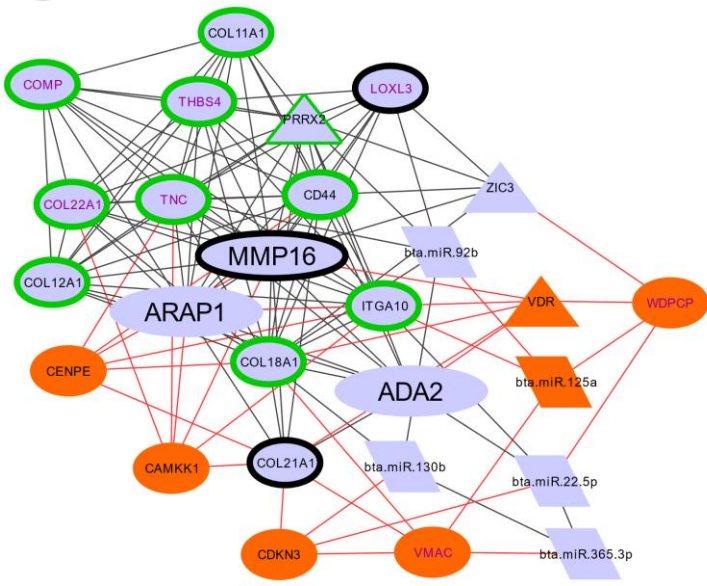 COL11A1
COMP
THBS4
LOXL3
PRRX2
ZIC3
CD44
COL22A1
TNC
bta.miR.92b
MMP16
COL12A1
ARAP1
ITGA10
VDR
WDPCP
COL18A1
CENPE
ADA2
bta.miR.125a
COL21A1
CAMKK1
bta.miR.130b
bta.miR.22.5p
CDKN3
VMAC
bta.miR.365.3p